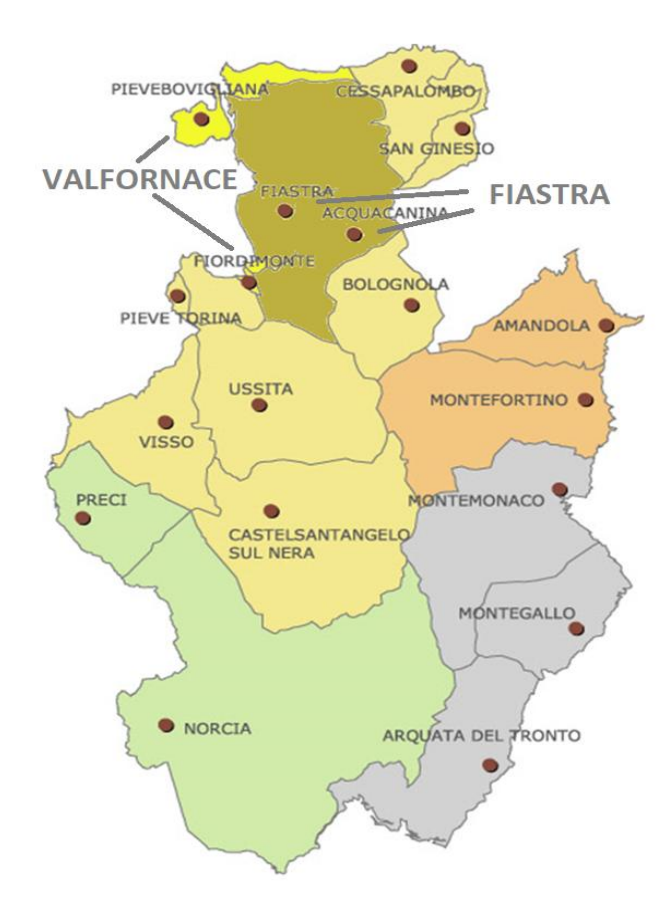 PIEVEBOVIGLIANA
CESSAPALOMBO
SAN GINESIO
VALFORNACE
FIASTRA
FIASTRA
ACQUACANINA
FIORDIMONTE
BOLOGNOLA
PIEVE TORINA
AMANDOLA
USSITA
MONTEFORTINO
VISSO
PRECI
MONTEMONACO
CASTELSANTANGELO
SUL NERA
MONTEGALLO
NORCIA
ARQUATA DEL TRONTO